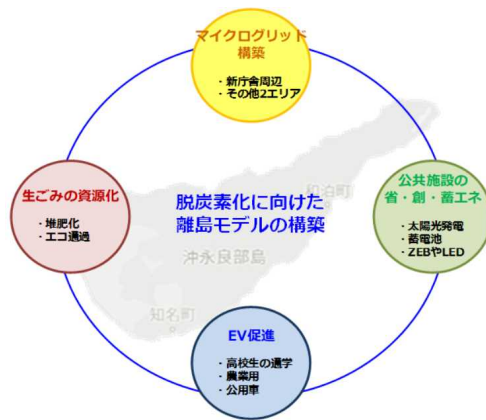 マイクログリッド
構築
・新庁舎周辺
・その他2エリア
生ごみの資源化
・堆肥化
・エコ通過
脱炭素化に向けた
離島モデルの構築
公共施設の
省・創・蓄エネ
・太陽光発電
・蓄電池
・ZEBやLED
和泊町
沖永良部島
知名町
EV促進
・高校生の通学
・農業用
・公用車